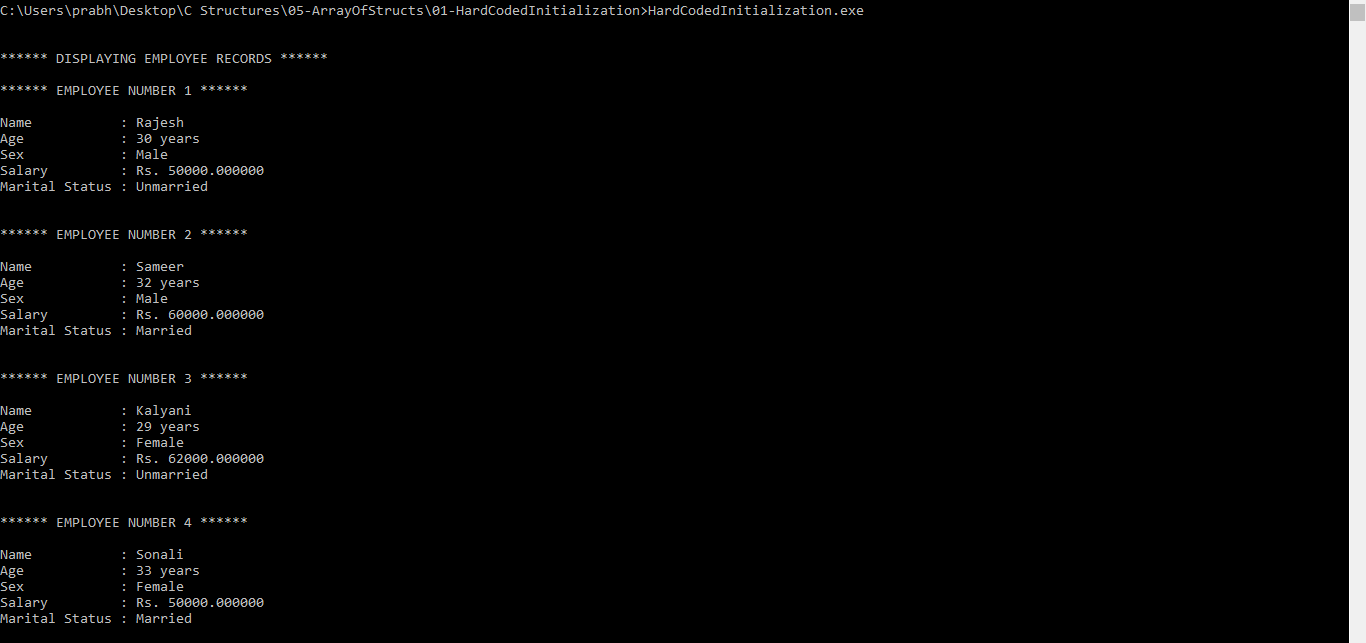 C:\Users\prabh\Desktop\C Structures\05-ArrayOfStructs\01-HardCodedInitialization>HardCodedInitialization.exe
****** DISPLAYING EMPLOYEE RECORDS ******
****** EMPLOYEE NUMBER 1 ******
Name           : Rajesh
Age            : 30 years
Sex            : Male
Salary         : Rs. 50000.000000
Marital Status : Unmarried
****** EMPLOYEE NUMBER 2 ******
Name           : Sameer
Age            : 32 years
Sex            : Male
Salary         : Rs. 60000.000000
Marital Status : Married
****** EMPLOYEE NUMBER 3 ******
Name           : Kalyani
Age            : 29 years
Sex            : Female
Salary         : Rs. 62000.000000
Marital Status : Unmarried
****** EMPLOYEE NUMBER 4 ******
Name           : Sonali
Age            : 33 years
Sex            : Female
Salary         : Rs. 50000.000000
Marital Status : Married